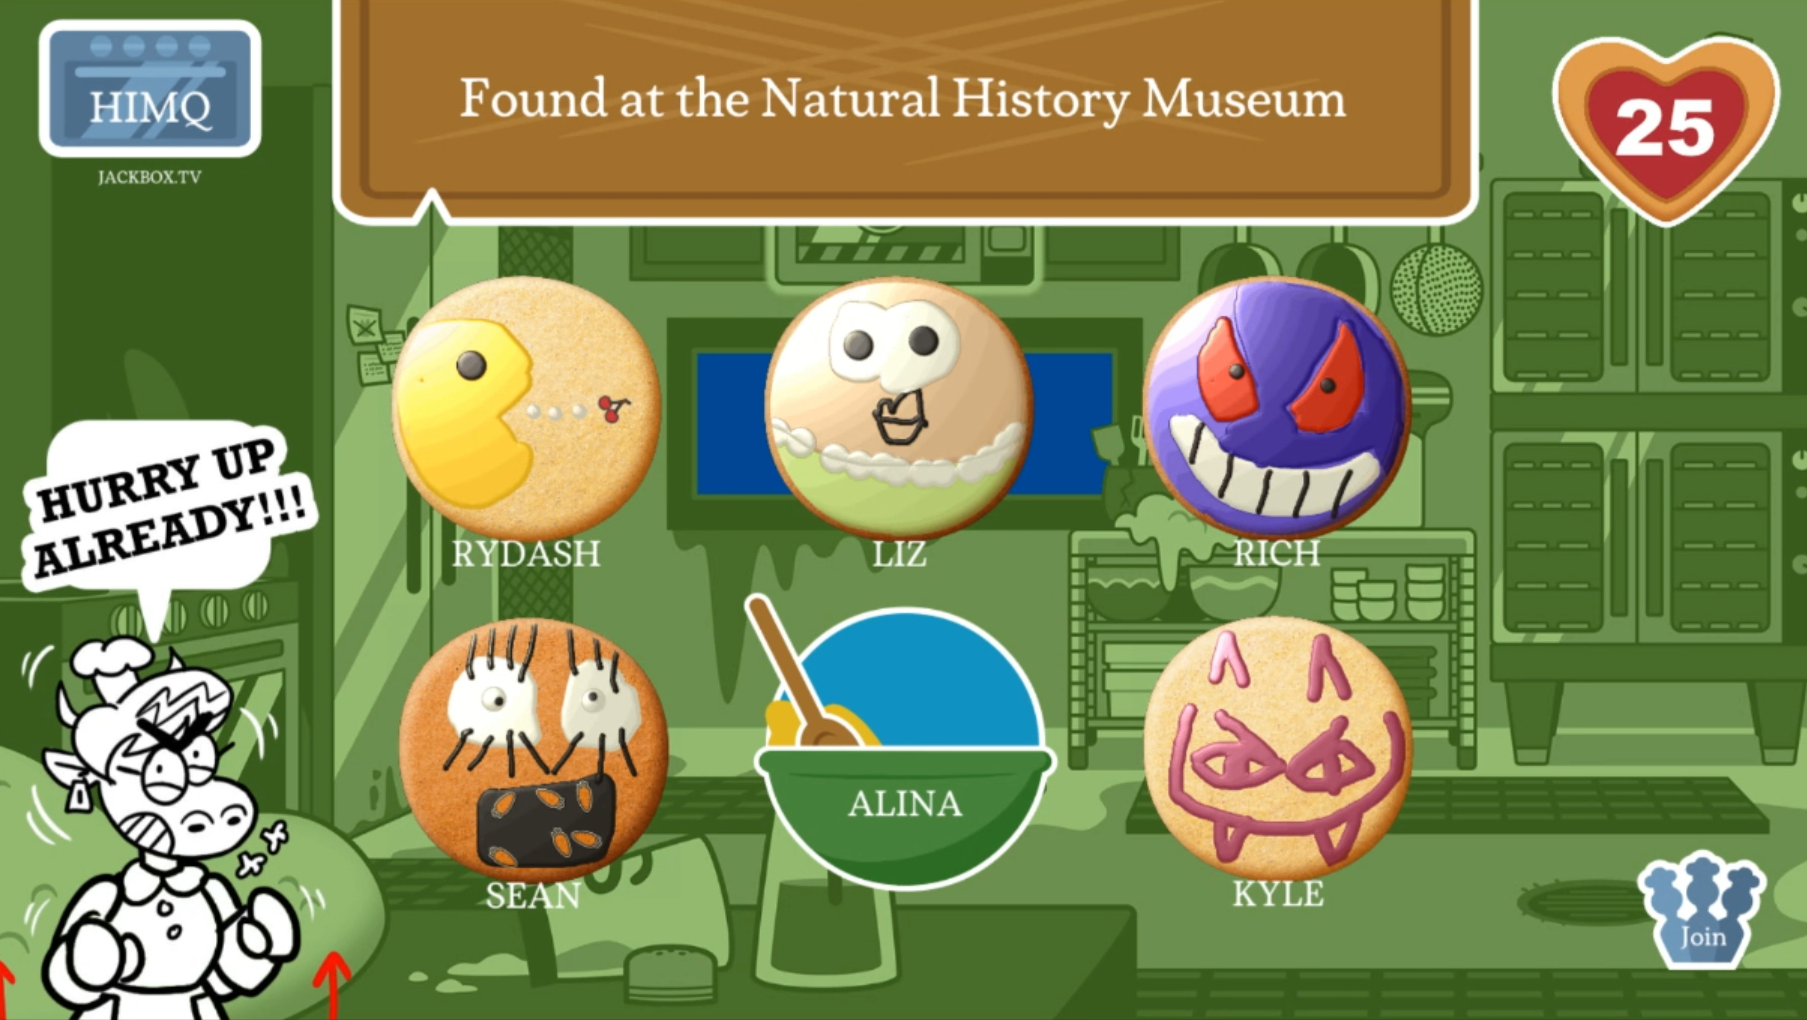 HIMQ
JACKBOX.TV
Found at the Natural History Museum
25
HURRY UP
ALREADY!!!
RYDASH
LIZ
RICH
SEAN
ALINA
KYLE
Join